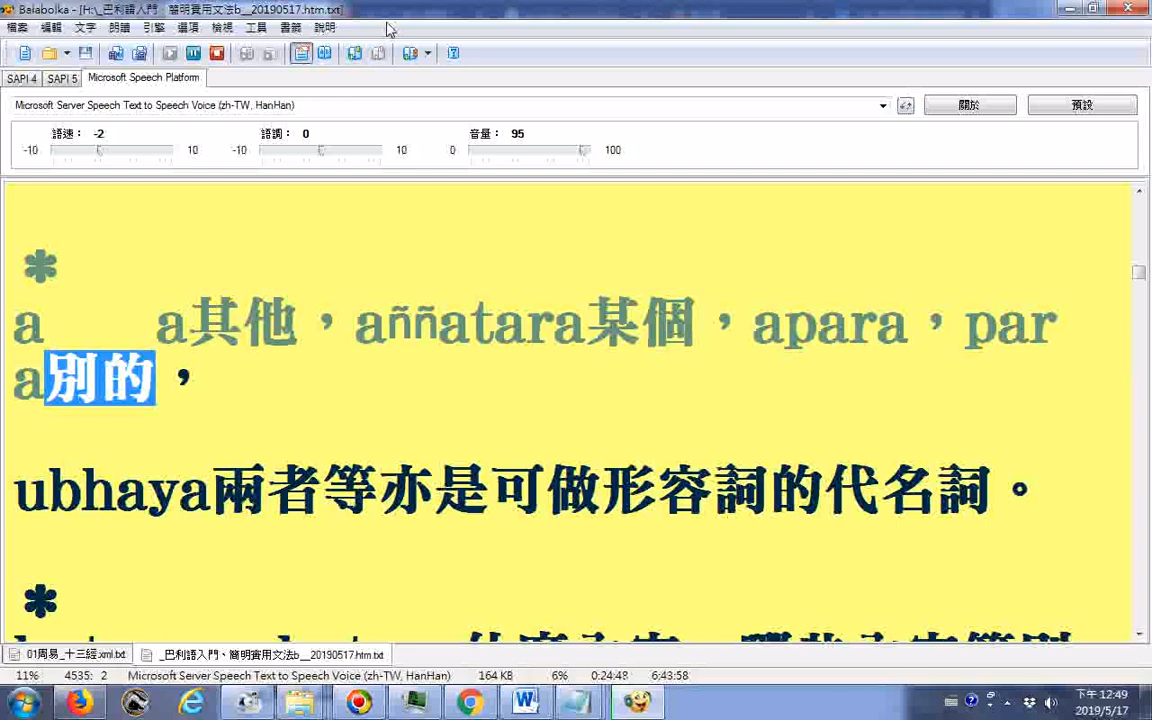 Balabolka - [H:\_巴利語入門、簡明實用文法b__20190517.htm.txt]
檔案 編輯 文字 朗讀 引擎 選項 檢視 工具 書籤 說明
SAPI 4 SAPI 5 Microsoft Speech Platform
Microsoft Server Speech Text to Speech Voice (zh-TW, HanHan) 關於 預設
語速： -2 語調： 0 音量： 95
-10 10 -10 10 0 100
*
a a其他，aññatara某個，apara，par
a別的，
ubhaya兩者等亦是可做形容詞的代名詞。
*
01周易_十三經.xml.txt _巴利語入門、簡明實用文法b__20190517.htm.txt
11% 4535: 2 Microsoft Server Speech Text to Speech Voice (zh-TW, HanHan) 164 KB 6% 0:24:48 6:43:58
下午 12:49
2019/5/17